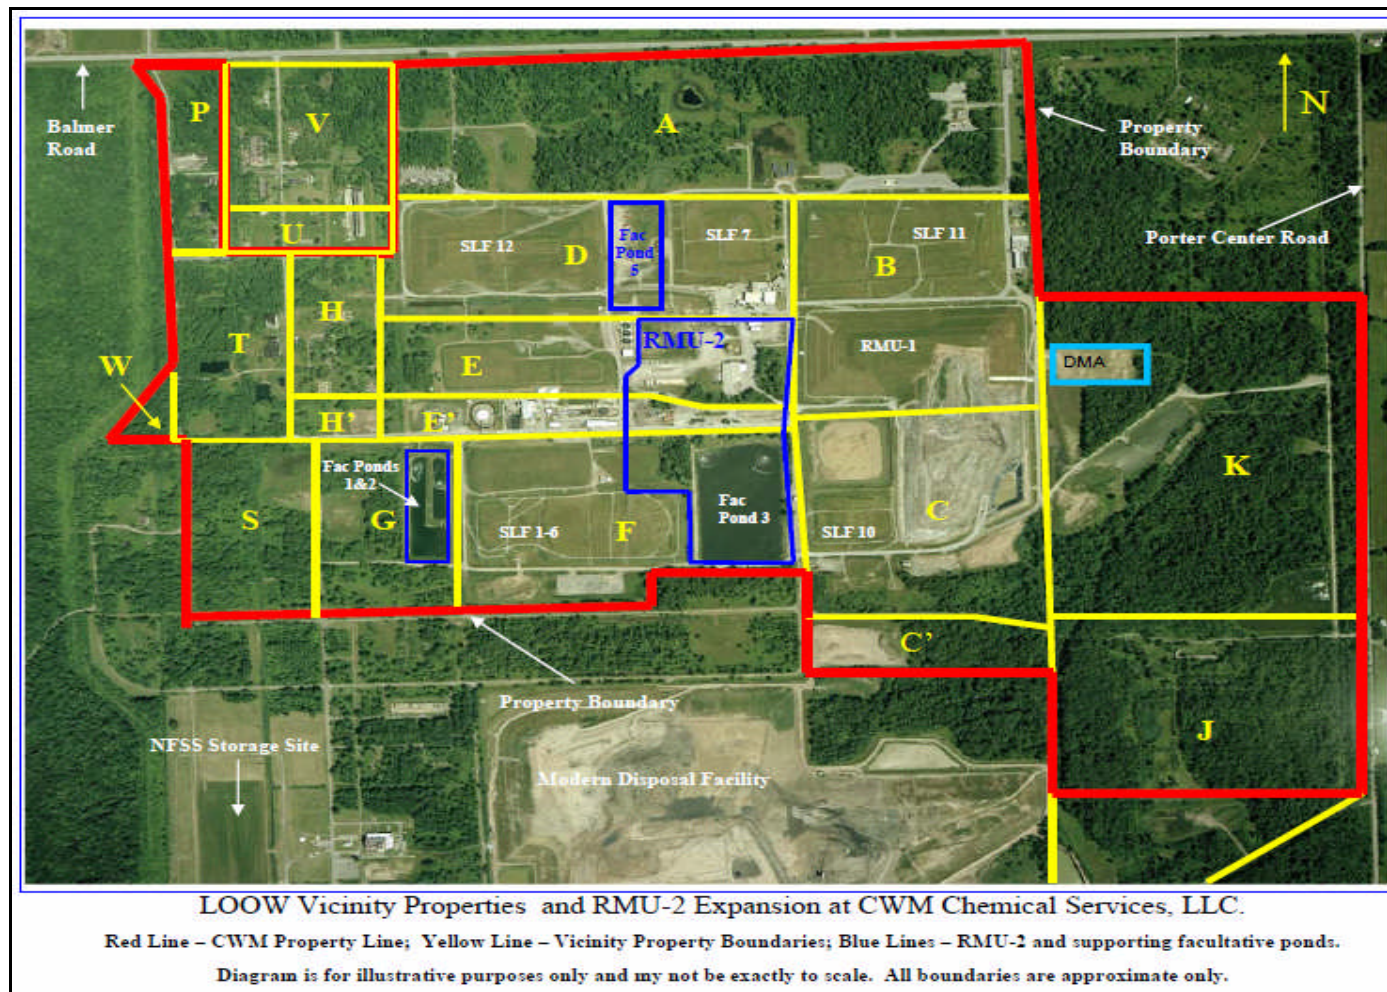 P
V
A
N
Balmer
Road
Property
Boundary
U
SLF 12
D
Fac
Pond
5
SLF 7
SLF 11
B
Porter Center Road
H
T
W
E
RMU-2
RMU-1
DMA
H'
E'
Fac Ponds
1&2
S
G
SLF 1-6
F
Fac
Pond 3
SLF 10
C
K
C'
Property Boundary
J
NFSS Storage Site
Modern Disposal Facility
LOOW Vicinity Properties and RMU-2 Expansion at CWM Chemical Services, LLC.
Red Line – CWM Property Line; Yellow Line – Vicinity Property Boundaries; Blue Lines – RMU-2 and supporting facultative ponds.
Diagram is for illustrative purposes only and my not be exactly to scale. All boundaries are approximate only.